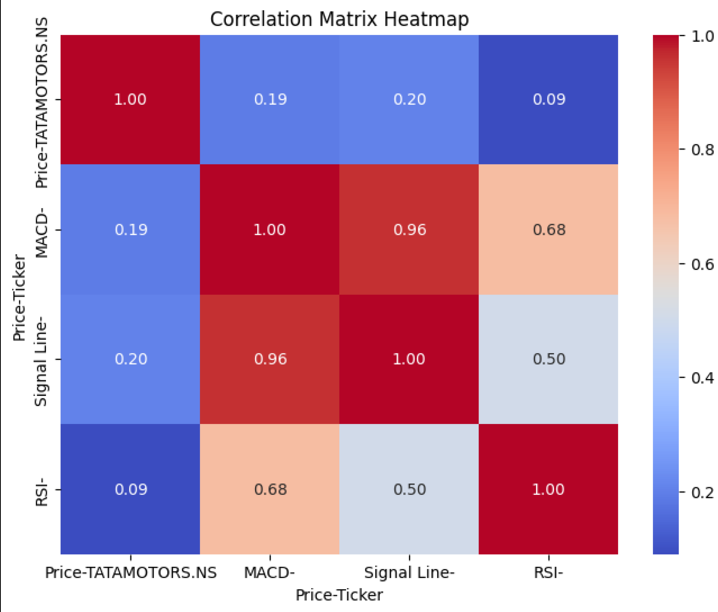 Correlation Matrix Heatmap
Price-TATAMOTORS.NS
1.00
0.19
0.20
0.09
MACD-
0.19
1.00
0.96
0.68
Signal Line-
0.20
0.96
1.00
0.50
RSI-
0.09
0.68
0.50
1.00
Price-Ticker
Price-TATAMOTORS.NS
MACD-
Signal Line-
RSI-
Price-Ticker
1.0
0.8
0.6
0.4
0.2